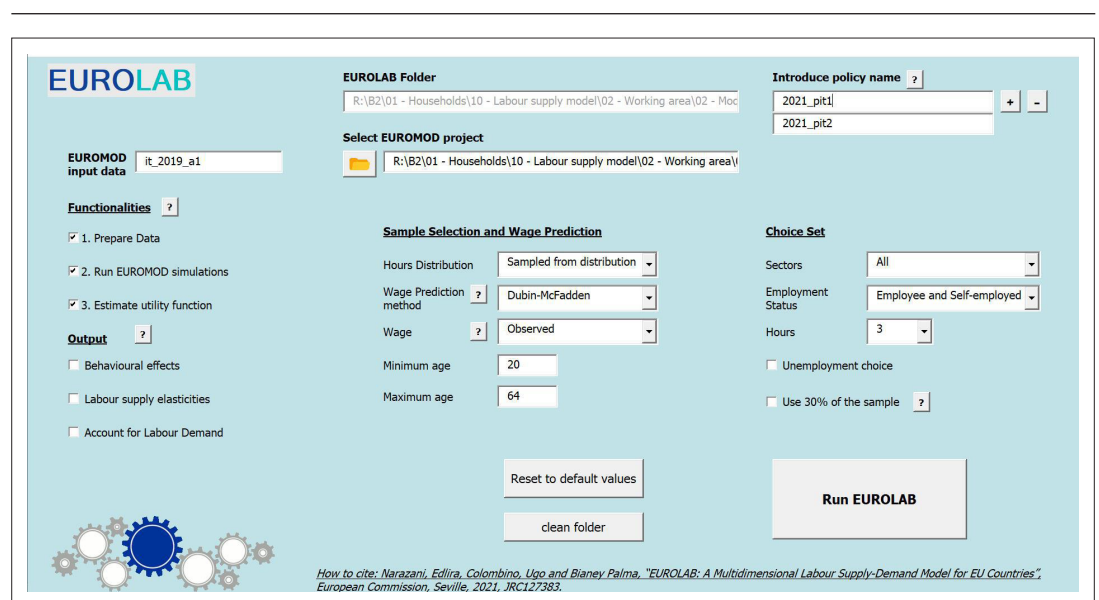 EUROLAB
EUROLAB Folder
R:\B2\01 - Households\10 - Labour supply model\02 - Working area\02 - Moc
Introduce policy name ?
2021_pit1
+ -
2021_pit2
Select EUROMOD project
R:\B2\01 - Households\10 - Labour supply model\02 - Working area\
EUROMOD
input data
it_2019_a1
Functionalities ?
1. Prepare Data
2. Run EUROMOD simulations
3. Estimate utility function
Output ?
Behavioural effects
Labour supply elasticities
Account for Labour Demand
Sample Selection and Wage Prediction
Hours Distribution Sampled from distribution
Wage Prediction
method
? Dubin-McFadden
Wage ? Observed
Minimum age 20
Maximum age 64
Choice Set
Sectors All
Employment
Status
Employee and Self-employed
Hours 3
Unemployment choice
Use 30% of the sample ?
Reset to default values
clean folder
Run EUROLAB
How to cite: Narazani, Edlira, Colombino, Ugo and Bianey Palma, "EUROLAB: A Multidimensional Labour Supply-Demand Model for EU Countries",
European Commission, Seville, 2021, JRC127383.